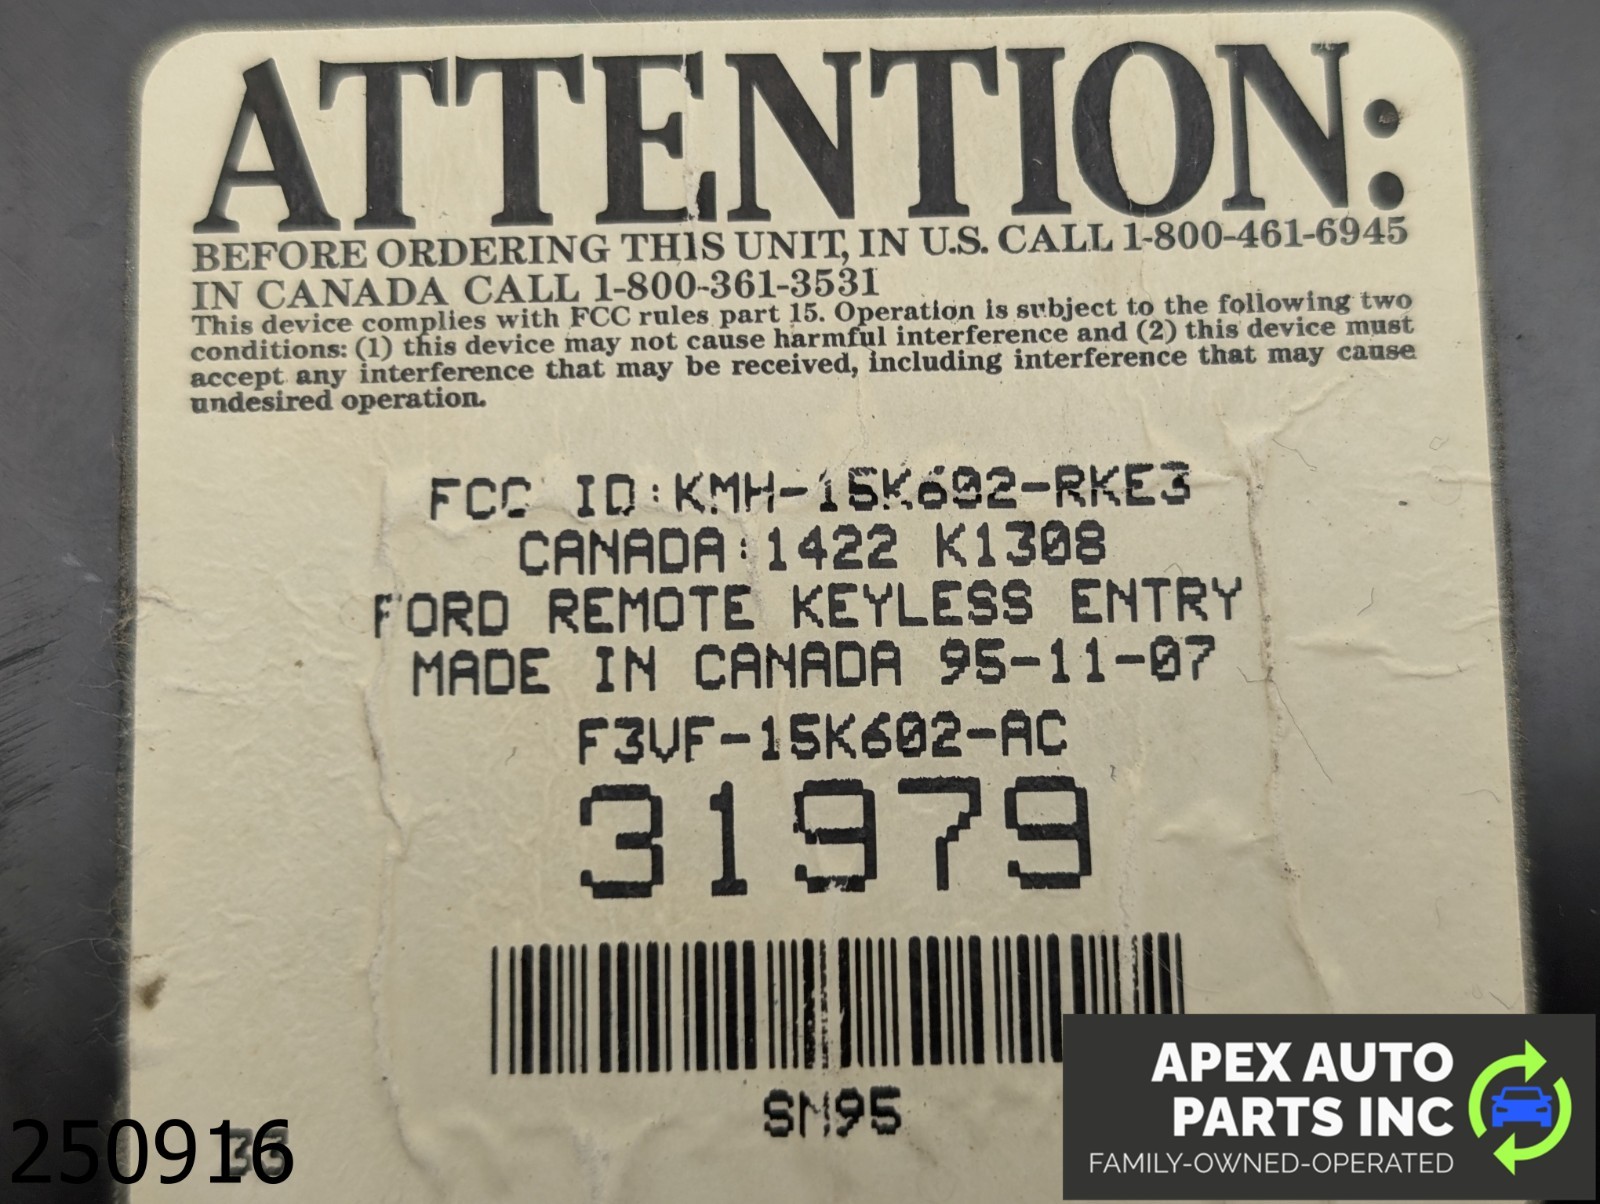 ATTENTION:
BEFORE ORDERING THIS UNIT, IN U.S. CALL 1-800-461-6945
IN CANADA CALL 1-800-361-3531
This device complies with FCC rules part 15. Operation is subject to the following two
conditions: (1) this device may not cause harmful interference and (2) this device must
accept any interference that may be received, including interference that may cause
undesired operation.
FCC ID:KMH-15K602-RKE3
CANADA:1422 K1308
FORD REMOTE KEYLESS ENTRY
MADE IN CANADA 95-11-07
F3VF-15K602-AC
31979
SN95
250916
APEX AUTO
PARTS INC
FAMILY-OWNED-OPERATED